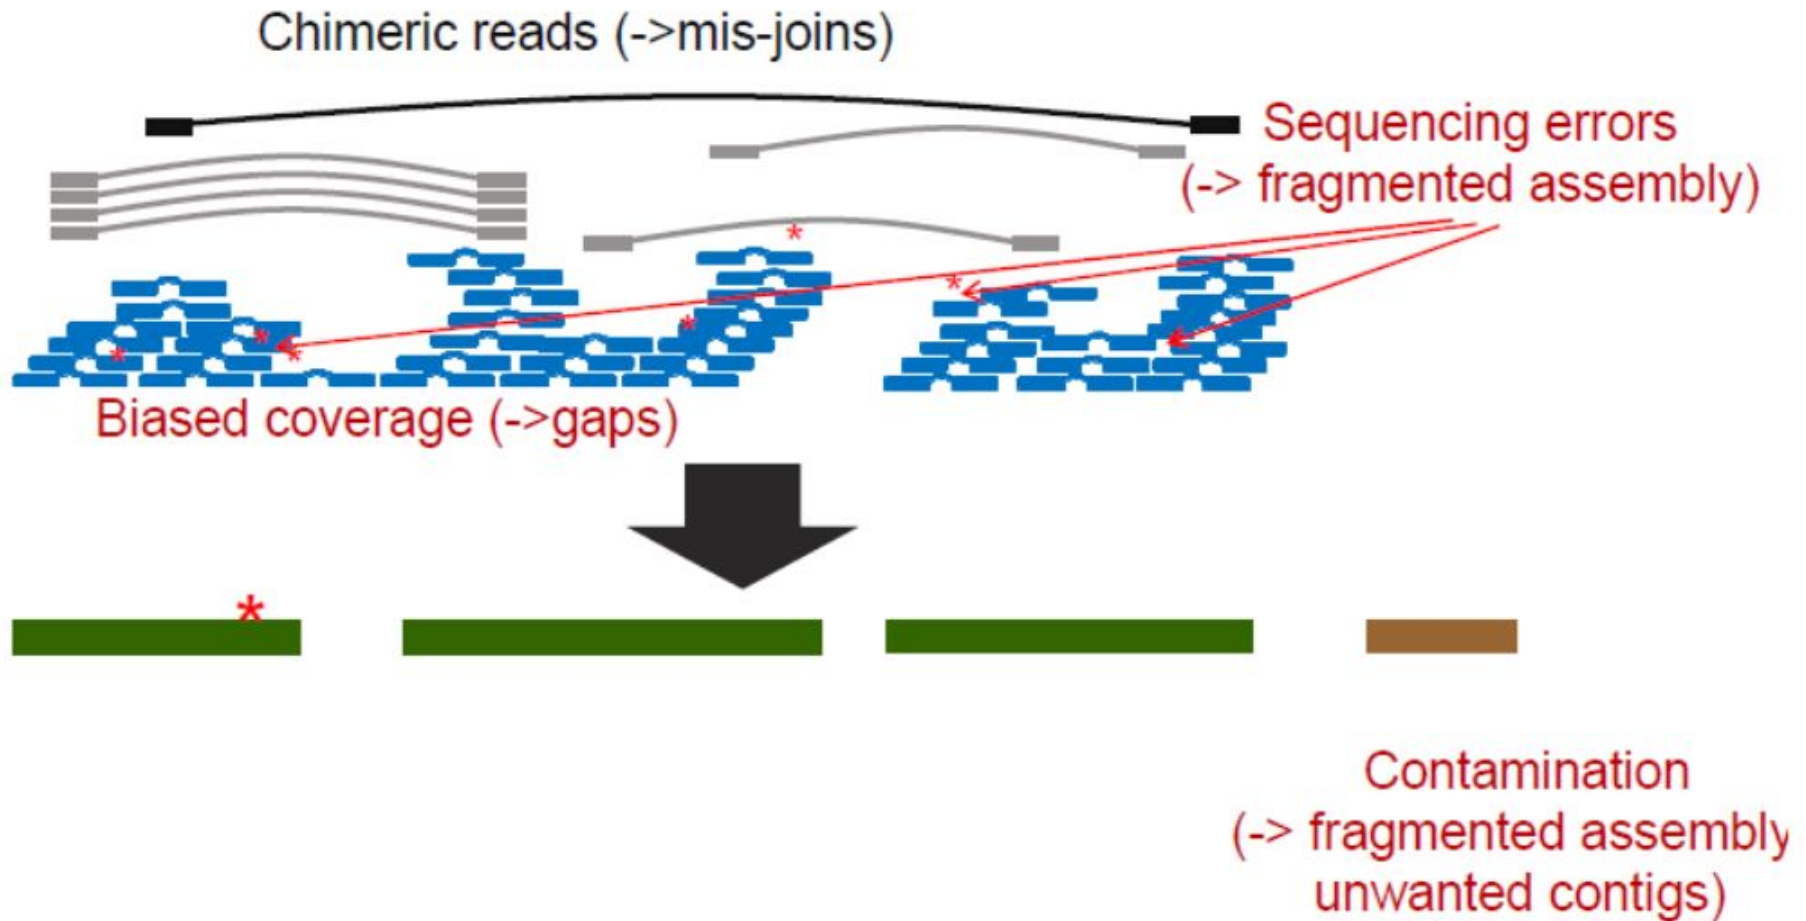 Chimeric reads (->mis-joins)
Sequencing errors
(-> fragmented assembly)
Biased coverage (->gaps)
Contamination
(-> fragmented assembly
unwanted contigs)